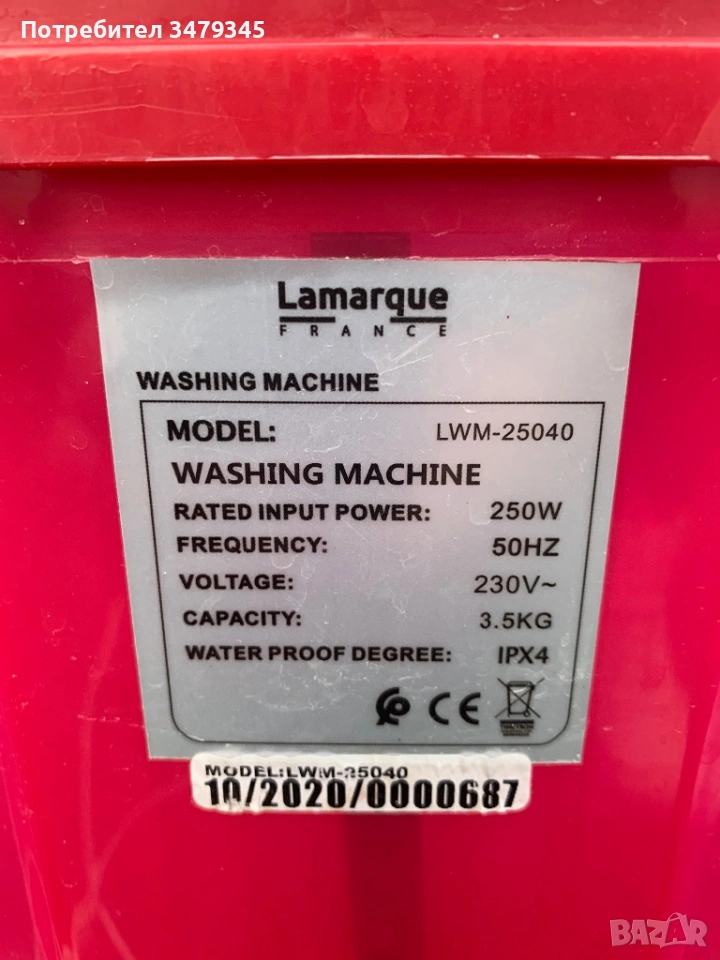 Потребител 3479345
Lamarque
FRANCE
WASHING MACHINE
MODEL: LWM-25040
WASHING MACHINE
RATED INPUT POWER: 250W
FREQUENCY: 50HZ
VOLTAGE: 230V~
CAPACITY: 3.5KG
WATER PROOF DEGREE: IPX4
CE
MODEL:LWM-25040
10/2020/0000687
BAZAR